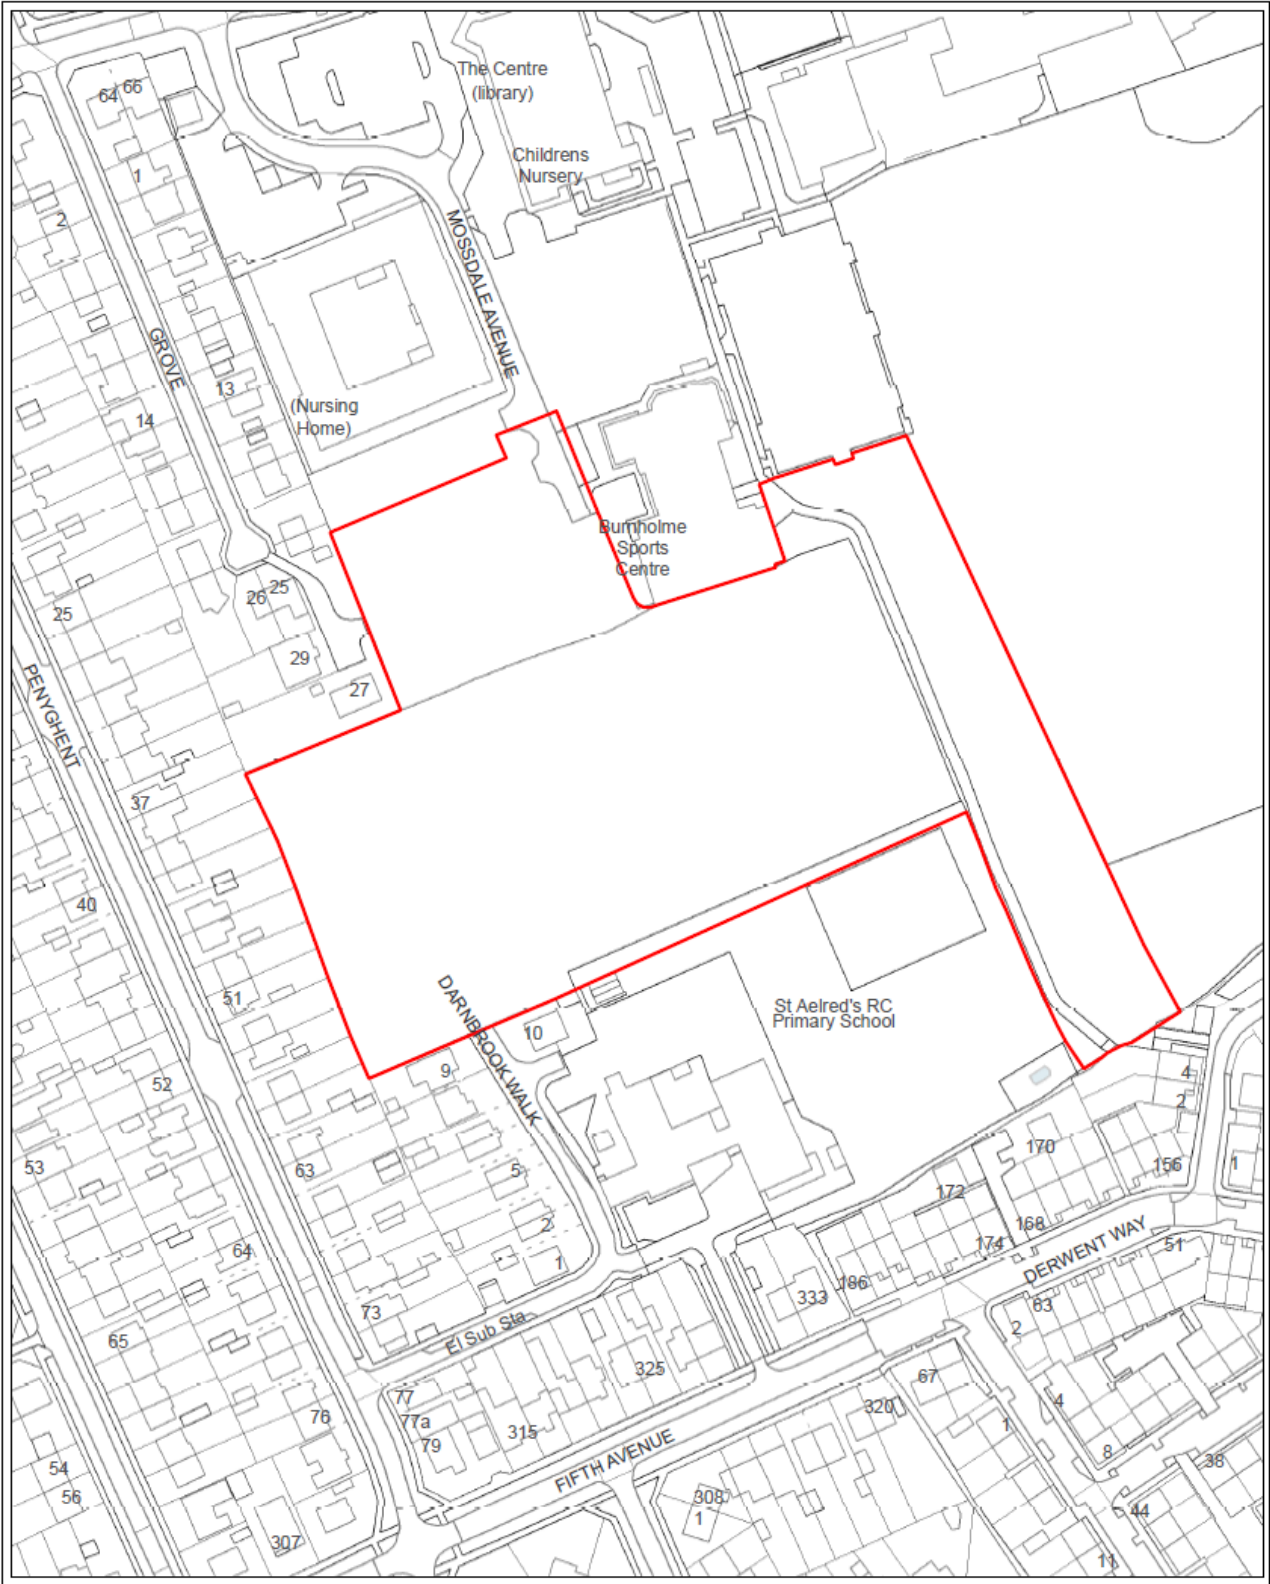 The Centre
(library)
64
66
Childrens
Nursery
1
2
MOSSDALE AVENUE
GROVE
13
(Nursing
Home)
14
Burnholme
Sports
Centre
25
26
25
29
27
PENYGHENT
37
40
51
DARNBROOK WALK
10
St Aelred's RC
Primary School
9
4
2
52
53
63
5
170
156
1
172
168
174
2
64
1
DERWENT WAY
51
186
333
63
2
73
El Sub Sta
65
325
67
77
77a
79
76
315
320
4
1
8
38
FIFTH AVENUE
54
56
308
1
44
307
11